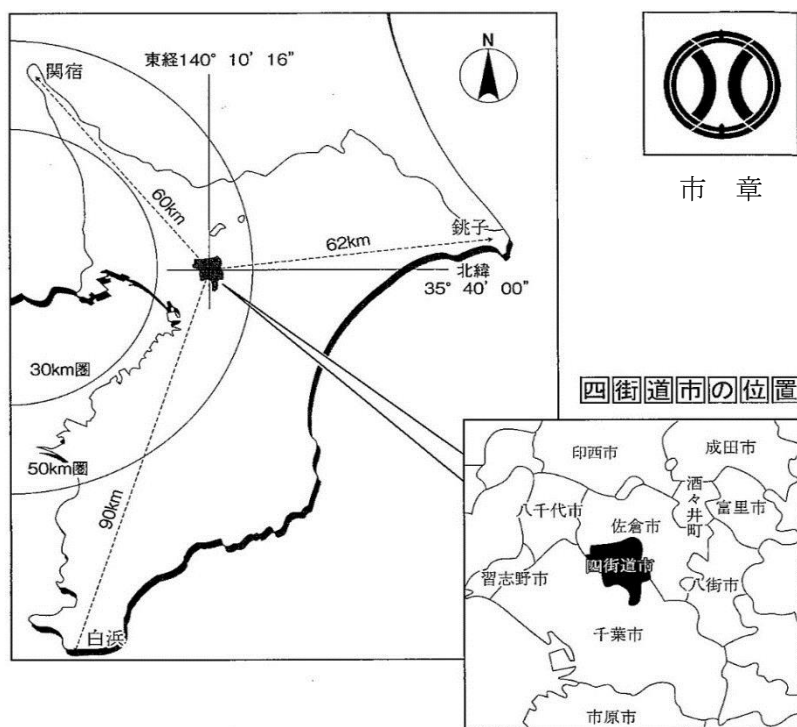 東経140° 10’ 16”
N
関宿
60km
銚子
62km
北緯
35° 40’ 00”
30km圏
50km圏
90km
白浜
市 章
四街道市の位置
印西市
成田市
酒々井町
富里市
八千代市
佐倉市
四街道市
習志野市
八街市
千葉市
市原市